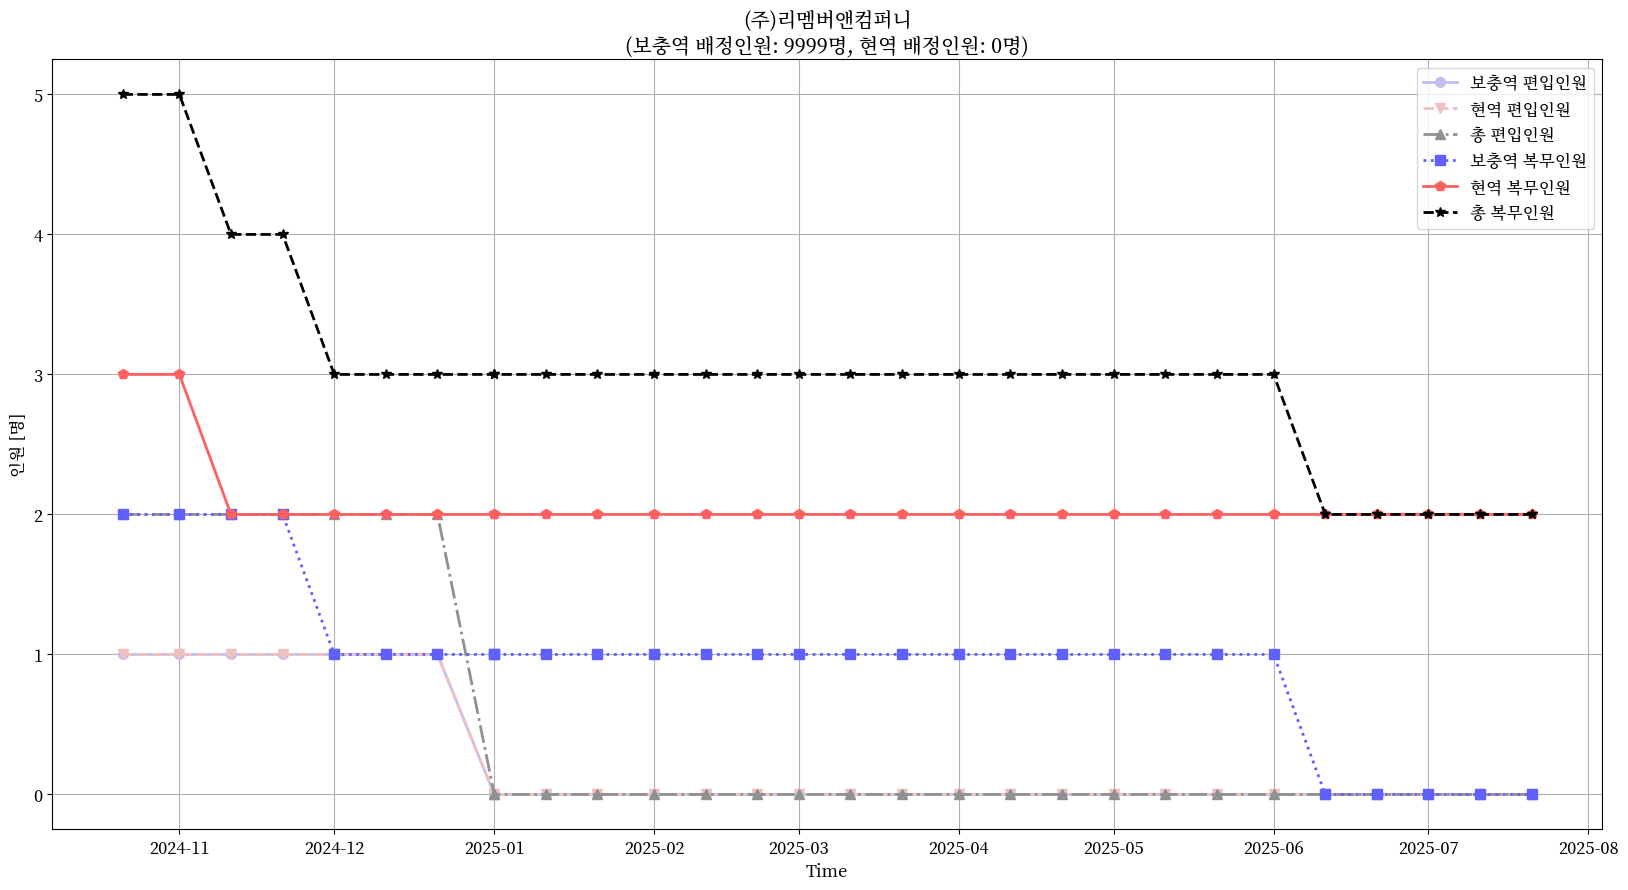 (주)리멤버앤컴퍼니
(보충역 배정인원: 9999명, 현역 배정인원: 0명)
보충역 편입인원
현역 편입인원
총 편입인원
보충역 복무인원
현역 복무인원
총 복무인원
인원 [명]
5
4
3
2
1
0
2024-11
2024-12
2025-01
2025-02
2025-03
2025-04
2025-05
2025-06
2025-07
2025-08
Time